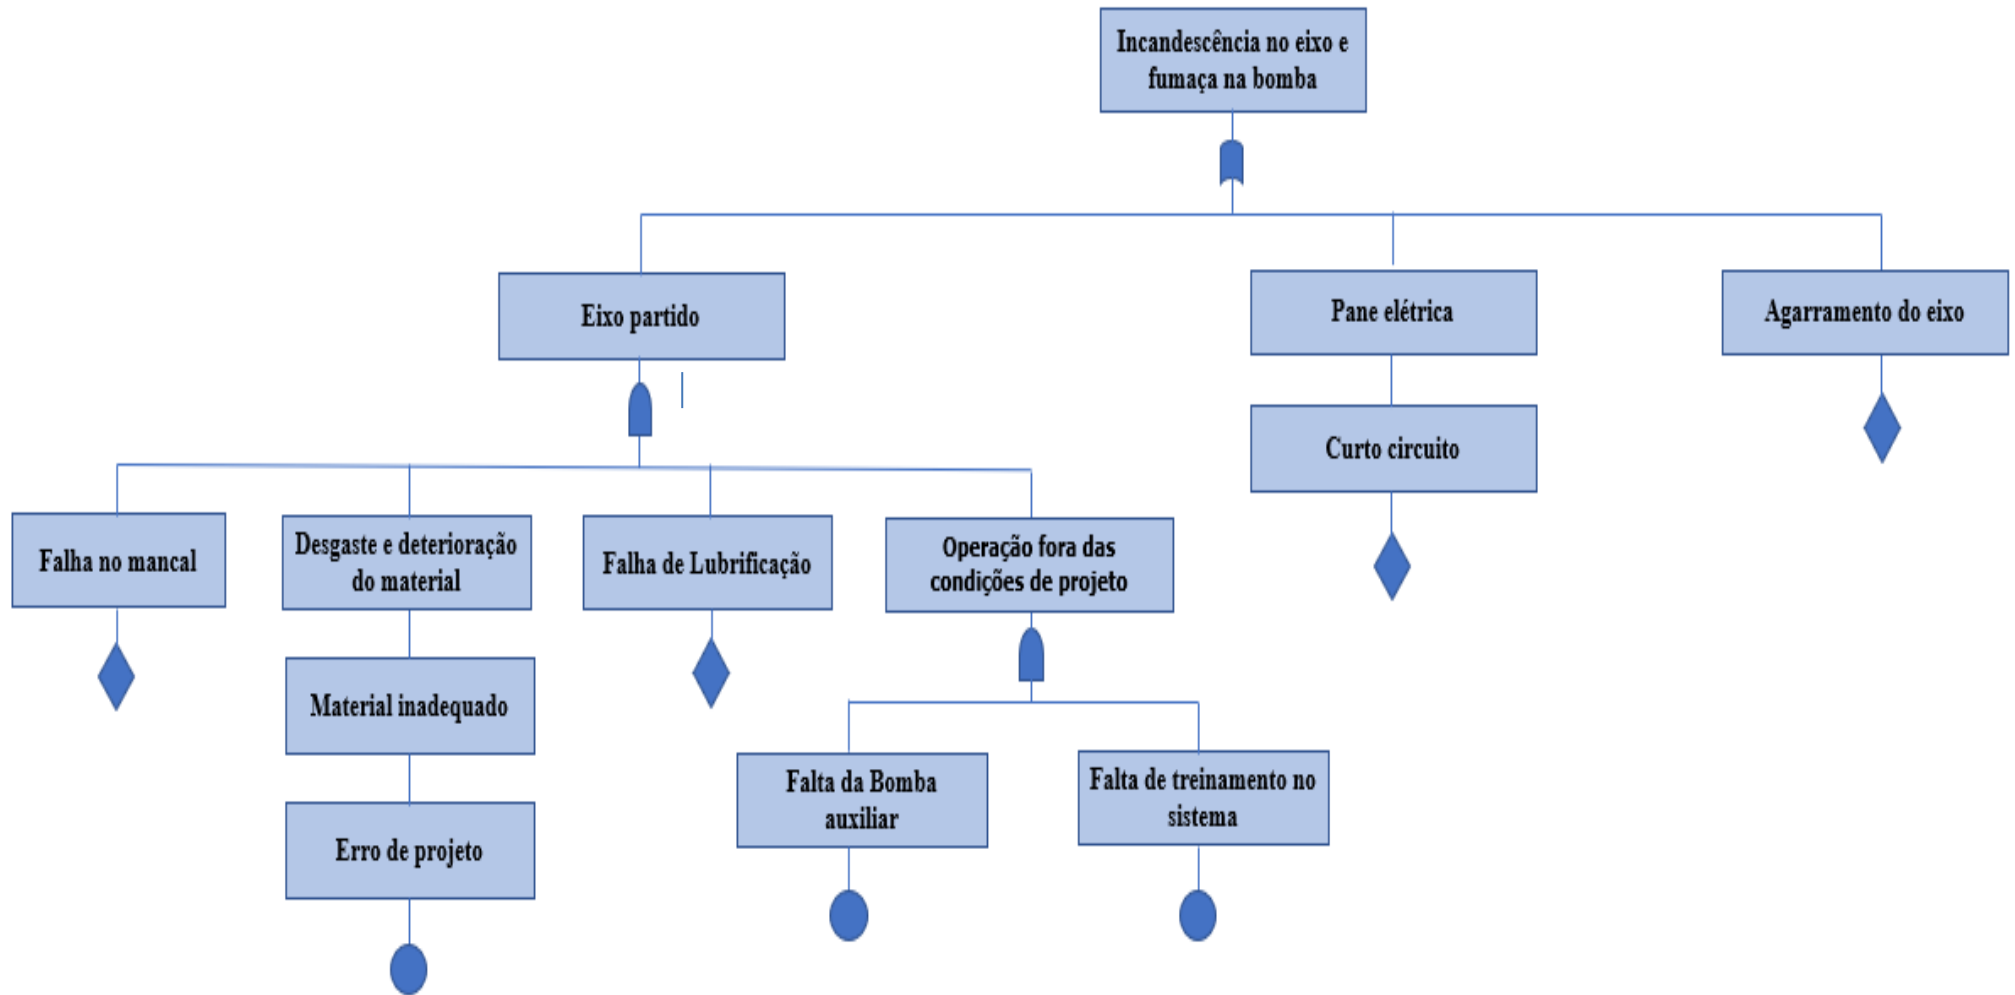 Incandescência no eixo e
fumaça na bomba
Eixo partido
Pane elétrica
Agarramento do eixo
Curto circuito
Falha no mancal
Desgaste e deterioração
do material
Falha de Lubrificação
Operação fora das
condições de projeto
Material inadequado
Falta da Bomba
auxiliar
Falta de treinamento no
sistema
Erro de projeto